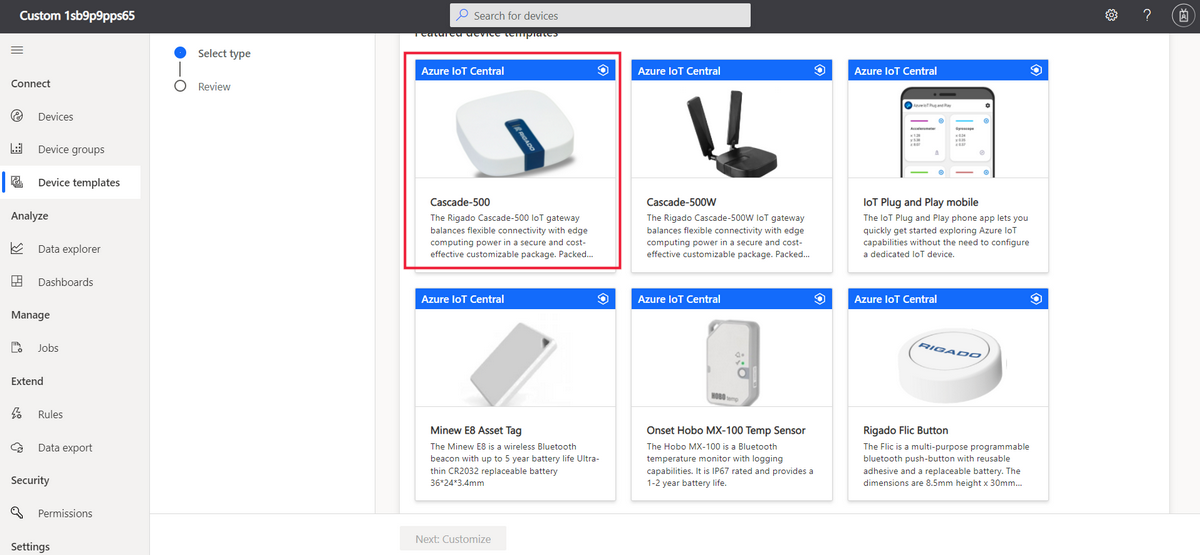 Custom 1sb9p9pps65
Search for devices
Connect
Devices
Device groups
Device templates
Analyze
Data explorer
Dashboards
Manage
Jobs
Extend
Rules
Data export
Security
Permissions
Settings
Select type
Review
Featured device templates
Azure IoT Central
RIGADO
Cascade-500
The Rigado Cascade-500 IoT gateway
balances flexible connectivity with edge
computing power in a secure and cost-
effective customizable package. Packed...
Azure IoT Central
Cascade-500W
The Rigado Cascade-500W IoT gateway
balances flexible connectivity with edge
computing power in a secure and cost-
effective customizable package. Packed...
Azure IoT Central
Azure IoT Plug and Play
Accelerometer
Gyroscope
IoT Plug and Play mobile
The IoT Plug and Play phone app lets you
quickly get started exploring Azure IoT
capabilities without the need to configure
a dedicated IoT device.
Azure IoT Central
Minew E8 Asset Tag
The Minew E8 is a wireless Bluetooth
beacon with up to 5 year battery life Ultra-
thin CR2032 replaceable battery
36*24*3.4mm
Azure IoT Central
HOBO temp
Onset Hobo MX-100 Temp Sensor
The Hobo MX-100 is a Bluetooth
temperature monitor with logging
capabilities. It is IP67 rated and provides a
1-2 year battery life.
Azure IoT Central
RIGADO
Rigado Flic Button
The Flic is a multi-purpose programmable
bluetooth push-button with reusable
adhesive and a replaceable battery. The
dimensions are 8.5mm height x 30mm...
Next: Customize